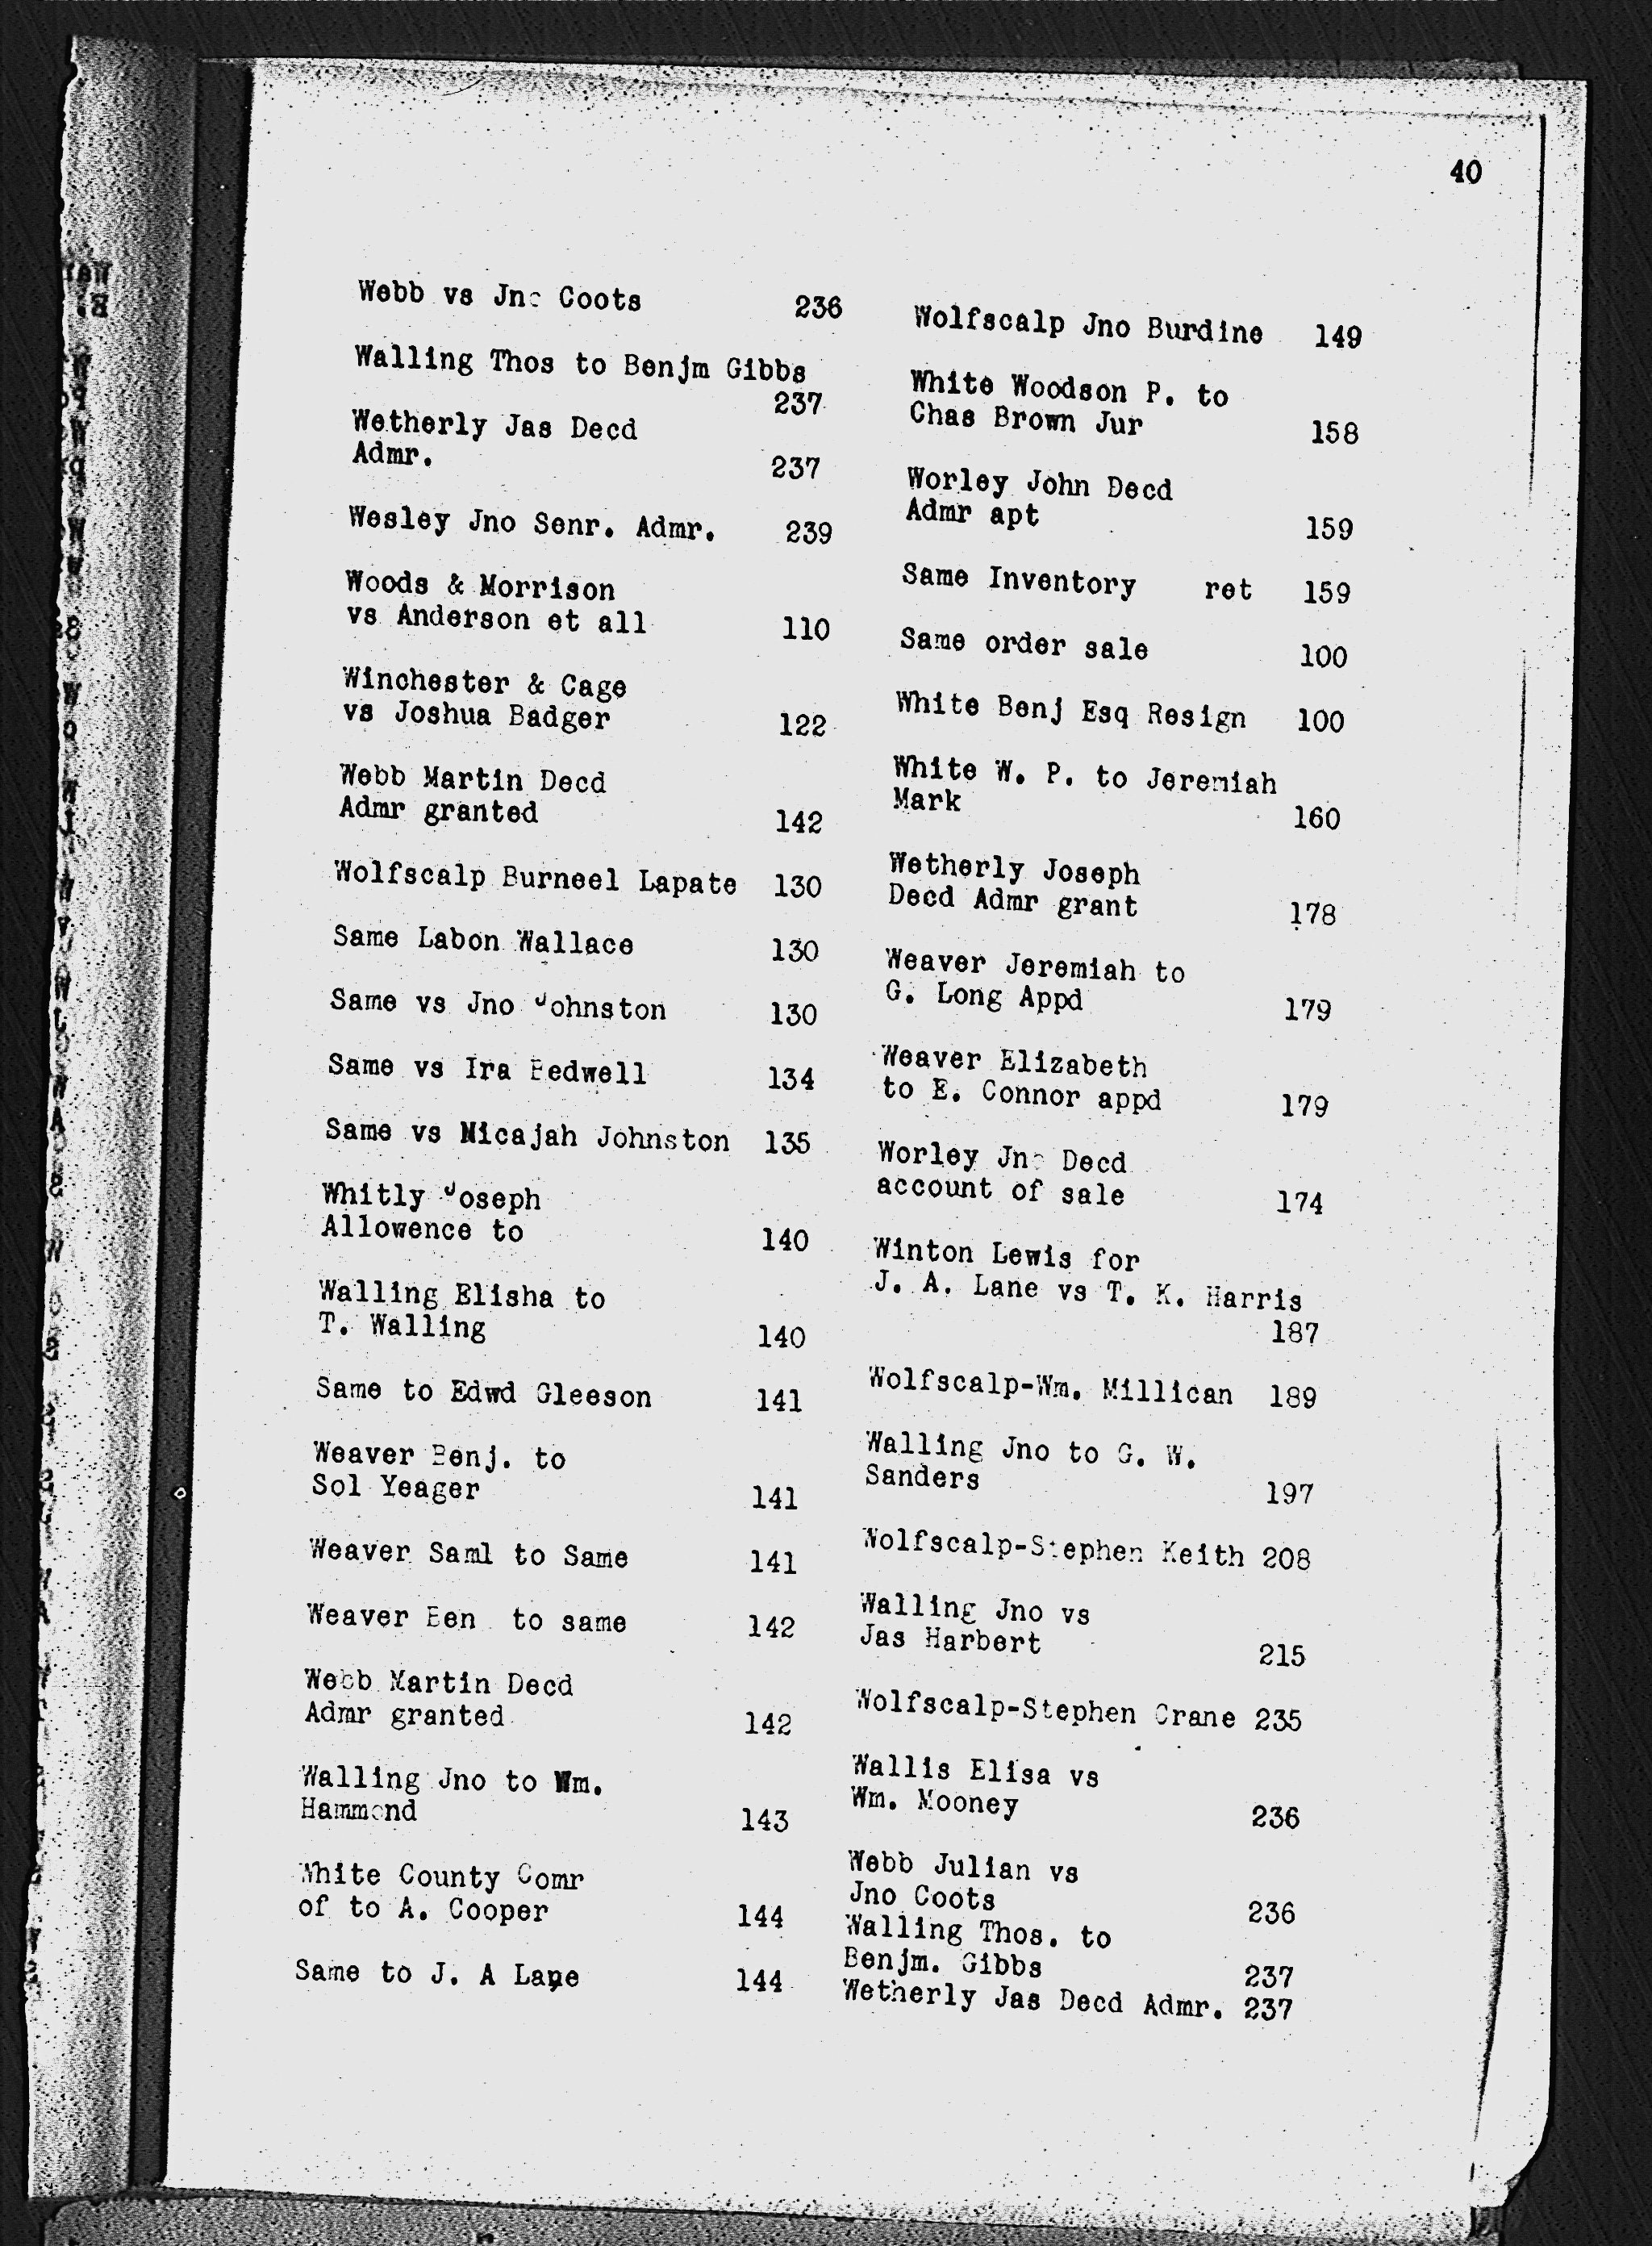 40
Webb vs Jno Coots 236
Walling Thos to Benjm Gibbs
237
Wetherly Jas Decd
Admr. 237
Wesley Jno Senr. Admr. 239
Woods & Morrison
vs Anderson et all 110
Winchester & Cage
vs Joshua Badger 122
Webb Martin Decd
Admr granted 142
Wolfscalp Burneel Lapate 130
Same Labon Wallace 130
Same vs Jno Johnston 130
Same vs Ira Bedwell 134
Same vs Micajah Johnston 135
Whitly Joseph
Allowence to 140
Walling Elisha to
T. Walling 140
Same to Edwd Gleeson 141
Weaver Benj. to
Sol Yeager 141
Weaver Saml to Same 141
Weaver Ben to same 142
Webb Martin Decd
Admr granted 142
Walling Jno to Wm.
Hammond 143
White County Comr
of to A. Cooper 144
Same to J. A Lane 144
Wolfscalp Jno Burdine 149
White Woodson P. to
Chas Brown Jur 158
Worley John Decd
Admr apt 159
Same Inventory ret 159
Same order sale 100
White Benj Esq Resign 100
White W. P. to Jeremiah
Mark 160
Wetherly Joseph
Decd Admr grant 178
Weaver Jeremiah to
G. Long Appd 179
Weaver Elizabeth
to E. Connor appd 179
Worley Jno Decd
account of sale 174
Winton Lewis for
J. A. Lane vs T. K. Harris
187
Wolfscalp-Wm. Millican 189
Walling Jno to G. W.
Sanders 197
Wolfscalp-Stephen Keith 208
Walling Jno vs
Jas Harbert 215
Wolfscalp-Stephen Crane 235
Wallis Elisa vs
Wm. Mooney 236
Webb Julian vs
Jno Coots 236
Walling Thos. to
Benjm. Gibbs 237
Wetherly Jas Decd Admr. 237